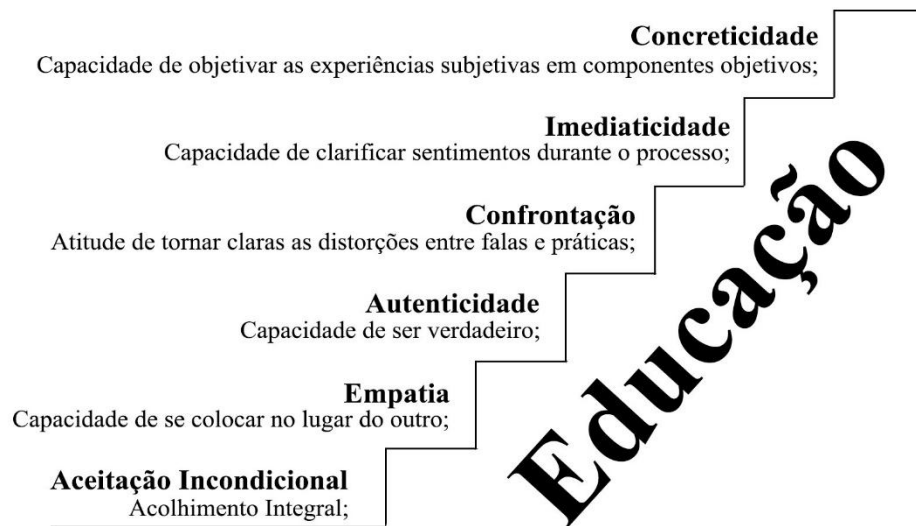 Concreticidade
Capacidade de objetivar as experiências subjetivas em componentes objetivos;
Imediaticidade
Capacidade de clarificar sentimentos durante o processo;
Confrontação
Atitude de tornar claras as distorções entre falas e práticas;
Autenticidade
Capacidade de ser verdadeiro;
Empatia
Capacidade de se colocar no lugar do outro;
Aceitação Incondicional
Acolhimento Integral;
Educação